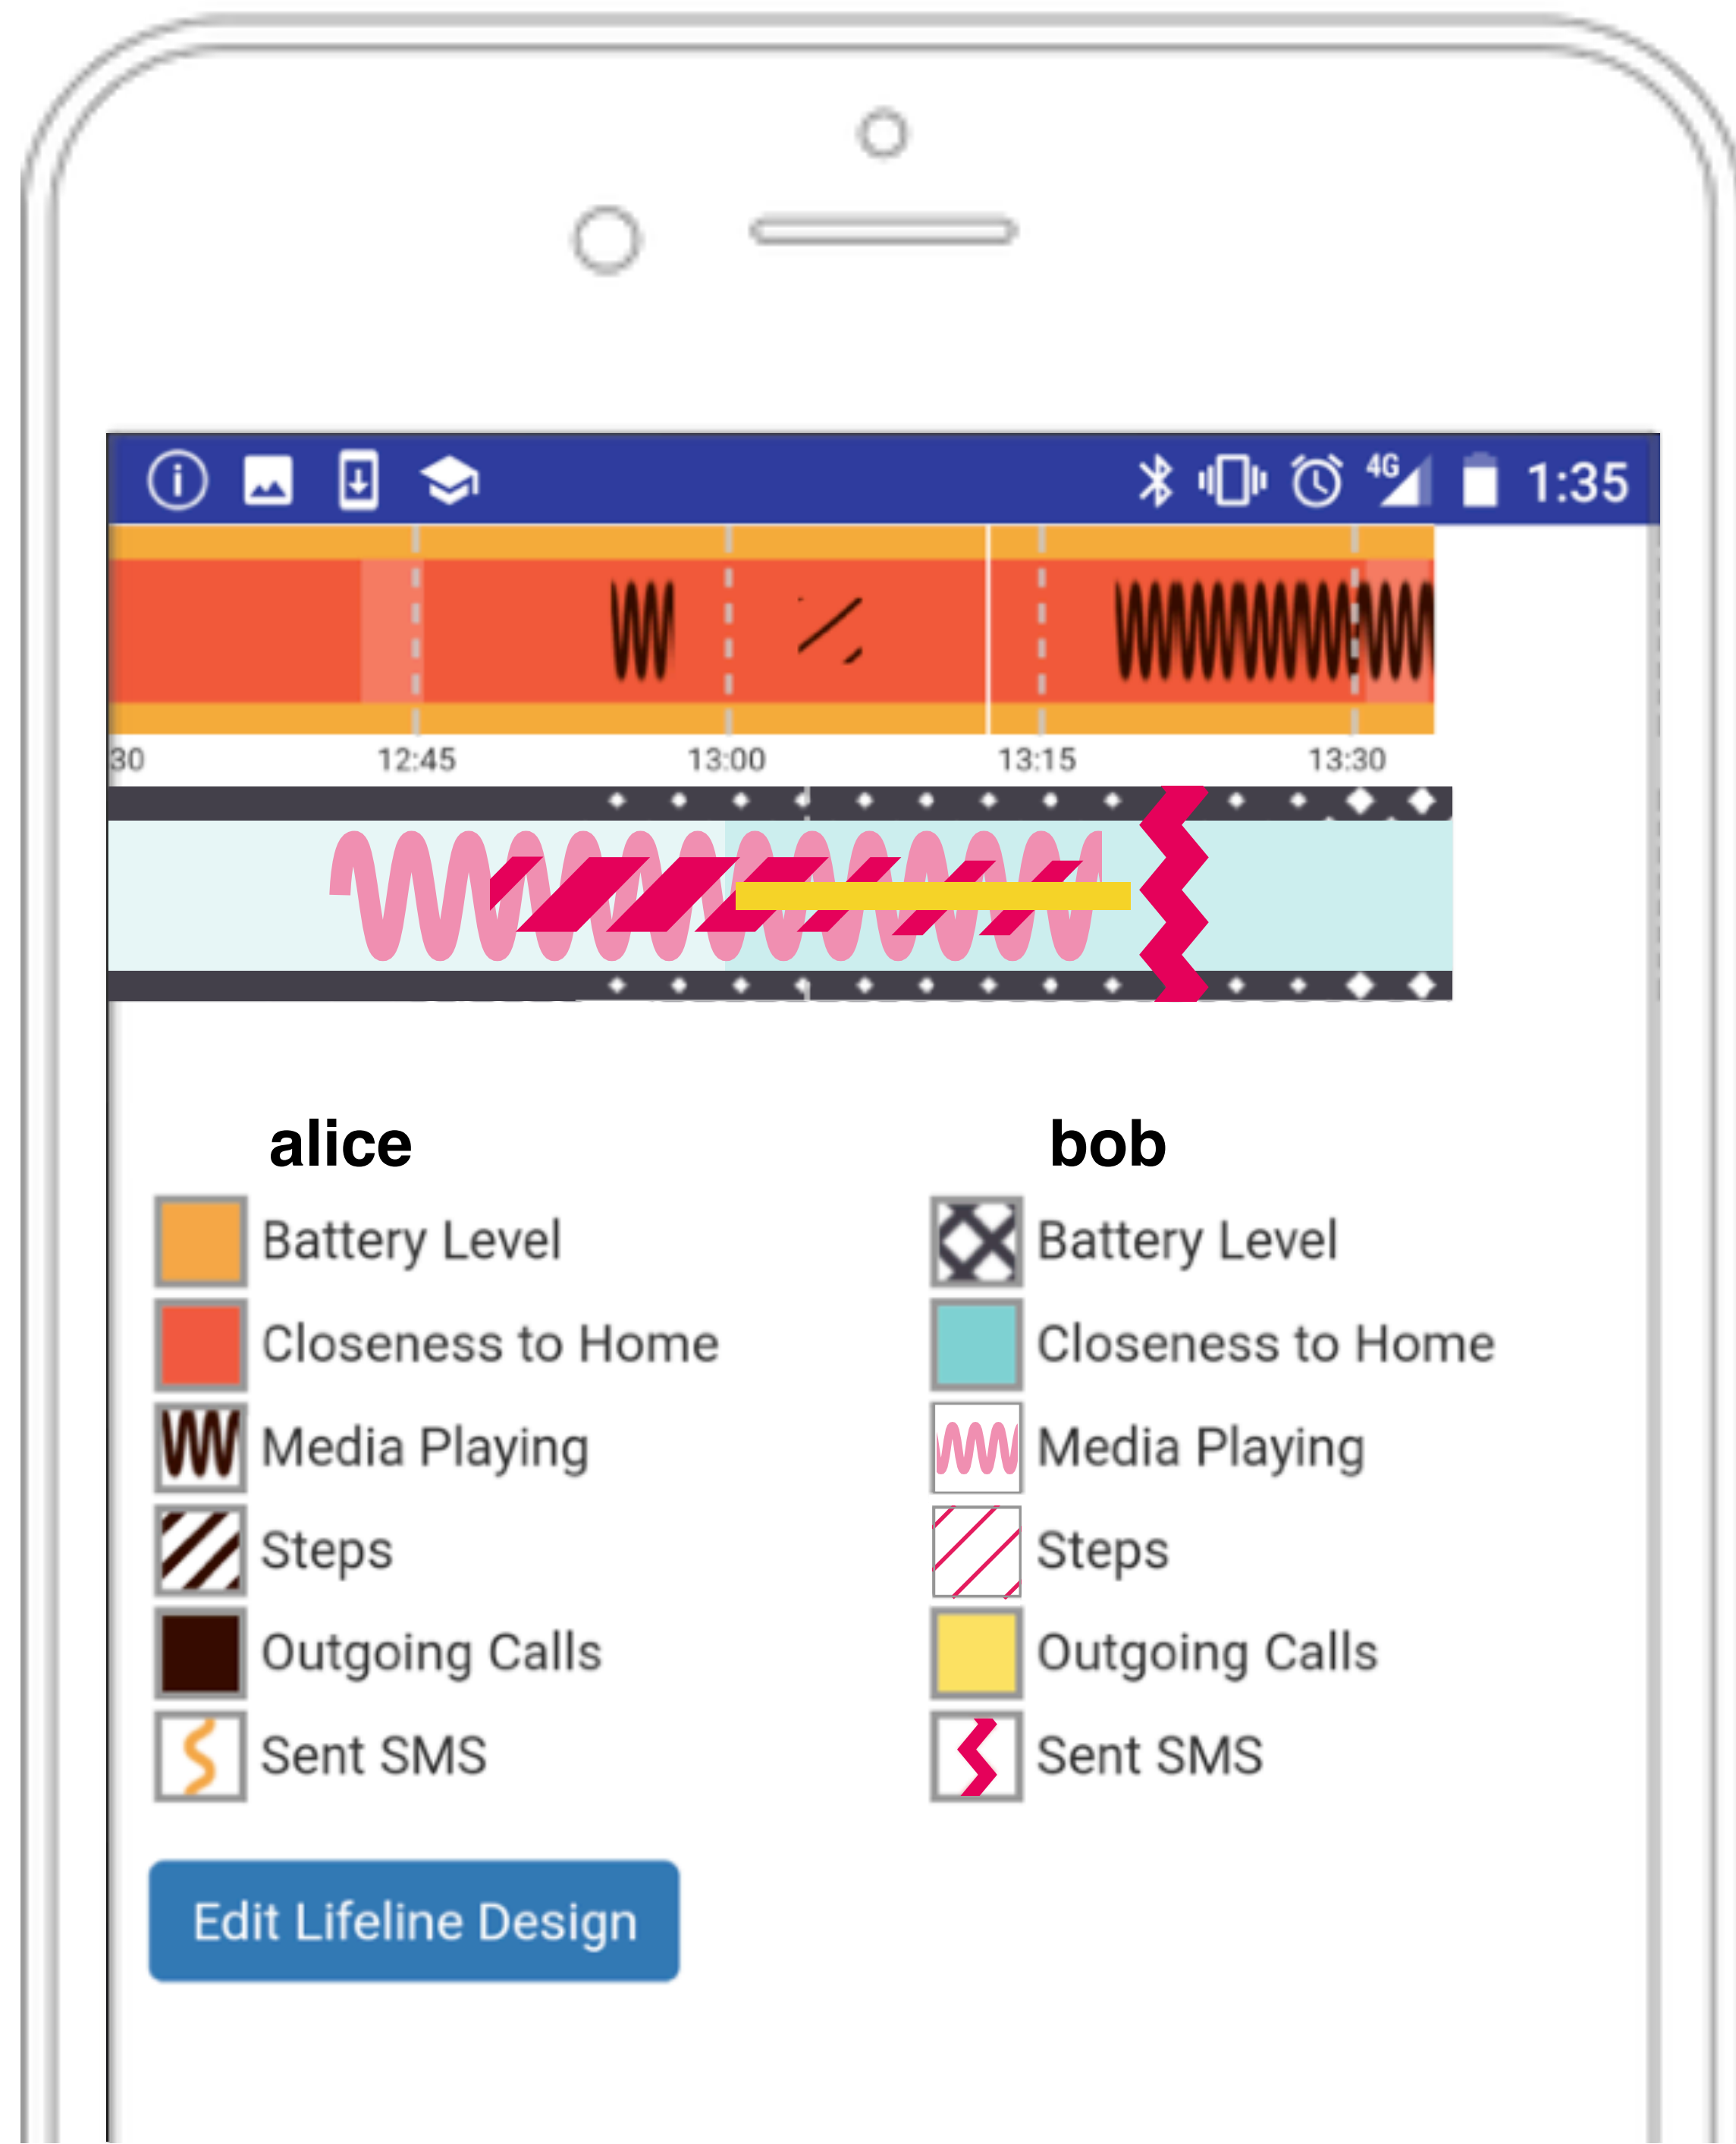 4G 1:35
30 12:45 13:00 13:15 13:30
alice bob
Battery Level Battery Level
Closeness to Home Closeness to Home
Media Playing Media Playing
Steps Steps
Outgoing Calls Outgoing Calls
Sent SMS Sent SMS
Edit Lifeline Design